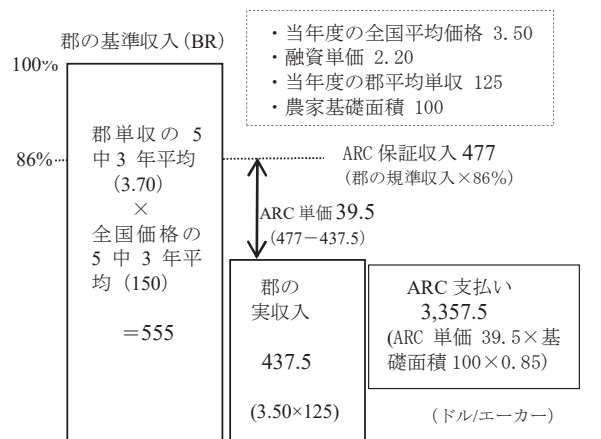 郡の基準収入(BR)
・当年度の全国平均価格 3.50
・融資単価 2.20
・当年度の郡平均単収 125
・農家基礎面積 100
100%
86%
郡単収の 5
中3 年平均
(3.70)
×
全国価格の
5 中 3 年平
均（150）
＝555
ARC 保証収入 477
(郡の規準収入×86%)
ARC 単価 39.5
（477－437.5）
郡の
実収入
437.5
(3.50×125)
ARC 支払い
3,357.5
(ARC 単価 39.5×基
礎面積 100×0.85)
（ドル/エーカー）